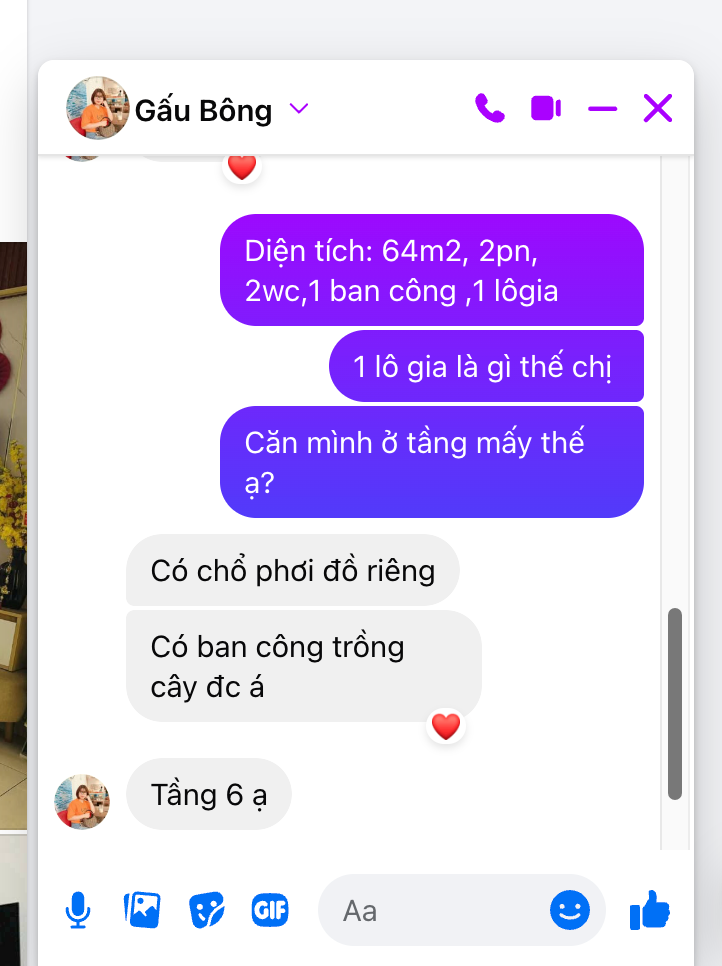 Gấu Bông
Diện tích: 64m2, 2pn,
2wc,1 ban công ,1 lôgia
1 lô gia là gì thế chị
Căn mình ở tầng mấy thế
ạ?
Có chổ phơi đồ riêng
Có ban công trồng
cây đc á
Tầng 6 ạ
GIF
Aa